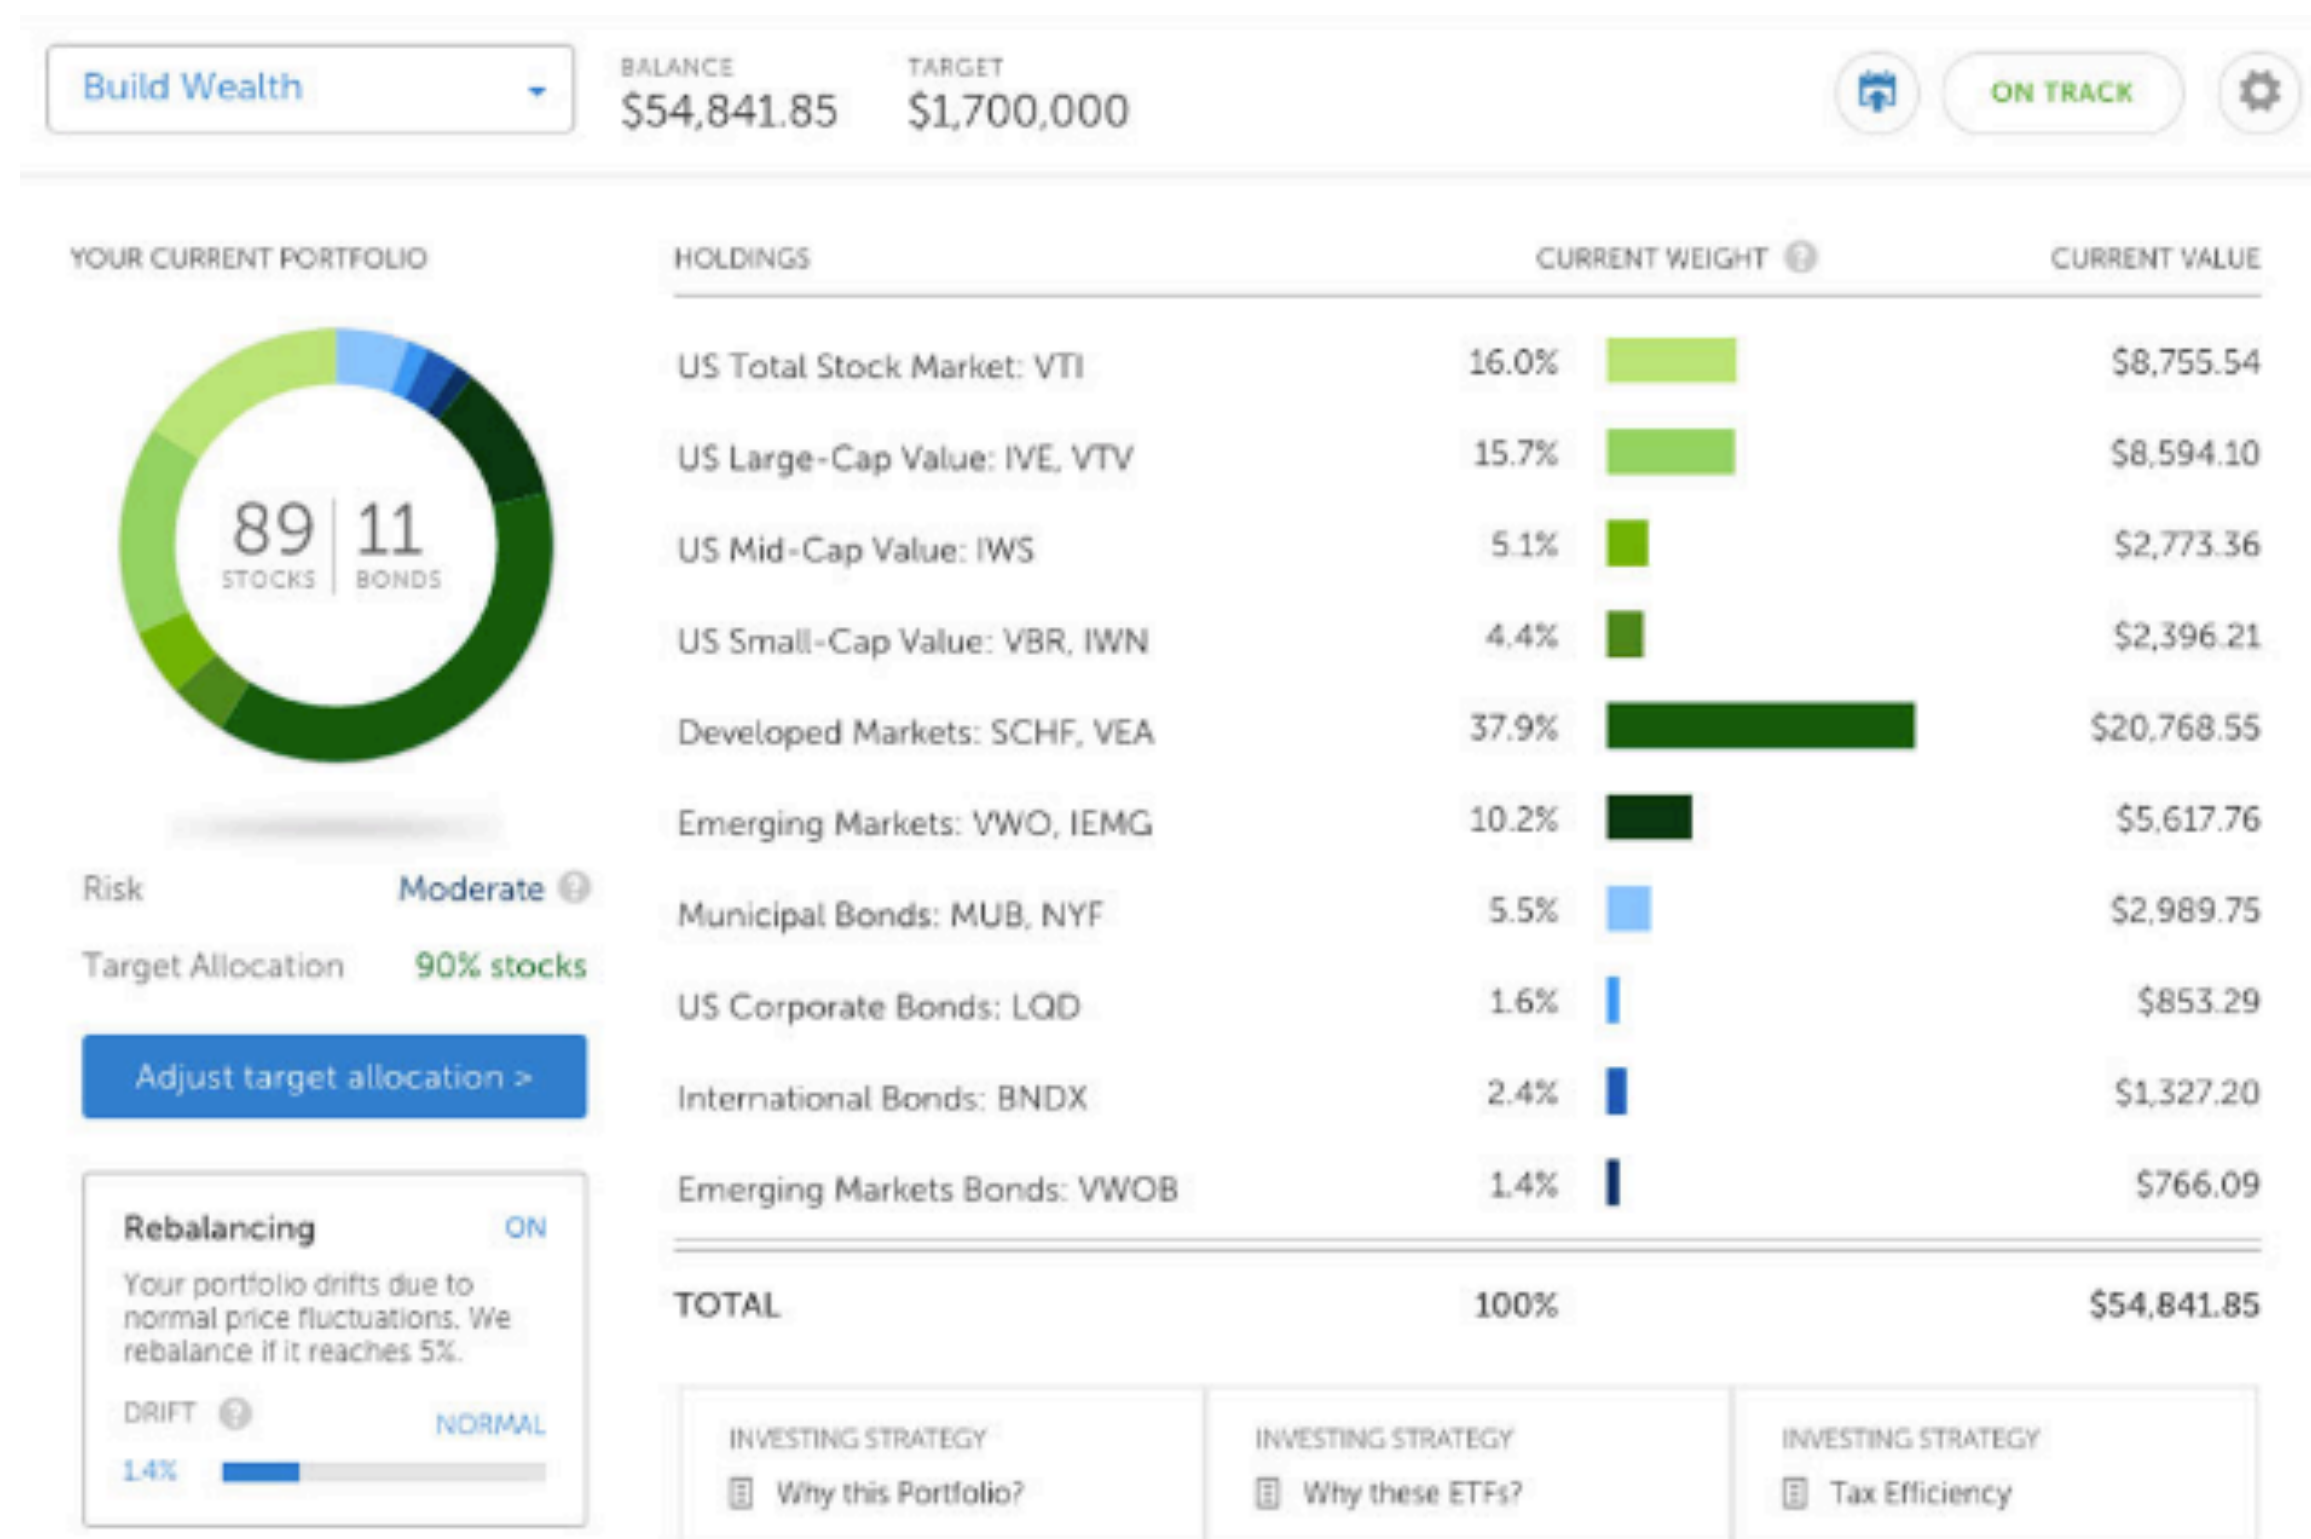 Build Wealth
BALANCE
$54,841.85
TARGET
$1,700,000
ON TRACK
YOUR CURRENT PORTFOLIO
89 | 11
STOCKS BONDS
Risk Moderate ?
Target Allocation 90% stocks
Adjust target allocation >
Rebalancing ON
Your portfolio drifts due to
normal price fluctuations. We
rebalance if it reaches 5%.
DRIFT ? NORMAL
1.4%
HOLDINGS CURRENT WEIGHT ? CURRENT VALUE
US Total Stock Market: VTI 16.0% $8,755.54
US Large-Cap Value: IVE, VTV 15.7% $8,594.10
US Mid-Cap Value: IWS 5.1% $2,773.36
US Small-Cap Value: VBR, IWN 4.4% $2,396.21
Developed Markets: SCHF, VEA 37.9% $20,768.55
Emerging Markets: VWO, IEMG 10.2% $5,617.76
Municipal Bonds: MUB, NYF 5.5% $2,989.75
US Corporate Bonds: LQD 1.6% $853.29
International Bonds: BNDX 2.4% $1,327.20
Emerging Markets Bonds: VWOB 1.4% $766.09
TOTAL 100% $54,841.85
INVESTING STRATEGY
Why this Portfolio?
INVESTING STRATEGY
Why these ETFs?
INVESTING STRATEGY
Tax Efficiency